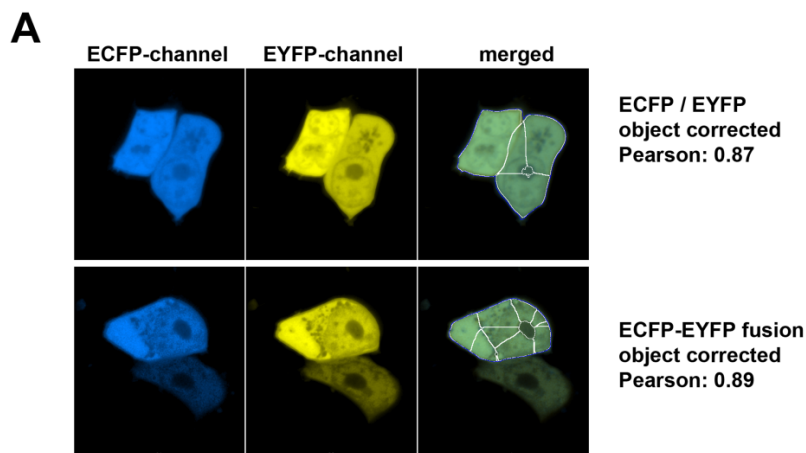 A
ECFP-channel EYFP-channel merged
ECFP / EYFP
object corrected
Pearson: 0.87
ECFP-EYFP fusion
object corrected
Pearson: 0.89